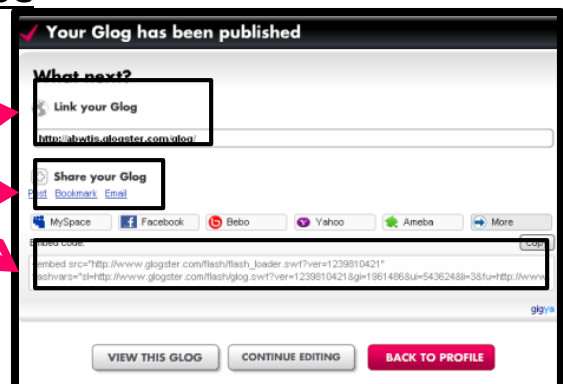 Your Glog has been published
What next?
Link your Glog
http://abwtis.glogster.com/glog/
Share your Glog
Post Bookmark Email
MySpace Facebook Bebo Yahoo Ameba More
Embed code: Copy
<embed src="http://www.glogster.com/flash/flash_loader.swf?ver=1239810421"
flashvars="sl=http://www.glogster.com/flash/glog.swf?ver=1239810421&gi=1961486&ui=543624&li=3&fu=http://www
gigya
VIEW THIS GLOG CONTINUE EDITING BACK TO PROFILE